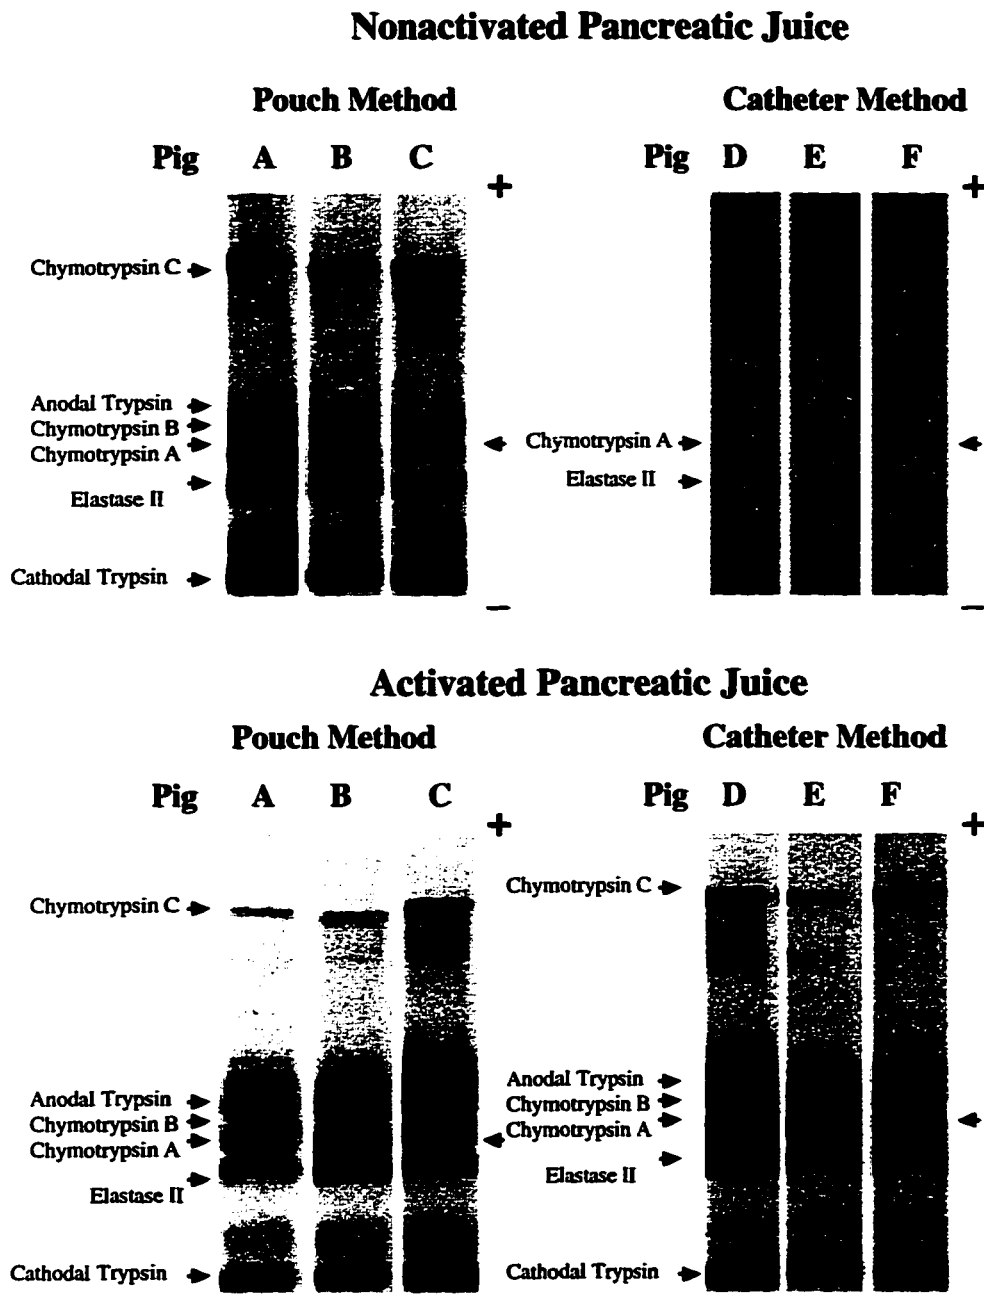 Nonactivated Pancreatic Juice
Pouch Method
Pig A B C
+
Chymotrypsin C
Anodal Trypsin
Chymotrypsin B
Chymotrypsin A
Elastase II
Cathodal Trypsin
−
Catheter Method
Pig D E F
+
Chymotrypsin A
Elastase II
−
Activated Pancreatic Juice
Pouch Method
Pig A B C
+
Chymotrypsin C
Anodal Trypsin
Chymotrypsin B
Chymotrypsin A
Elastase II
Cathodal Trypsin
Catheter Method
Pig D E F
+
Chymotrypsin C
Anodal Trypsin
Chymotrypsin B
Chymotrypsin A
Elastase II
Cathodal Trypsin